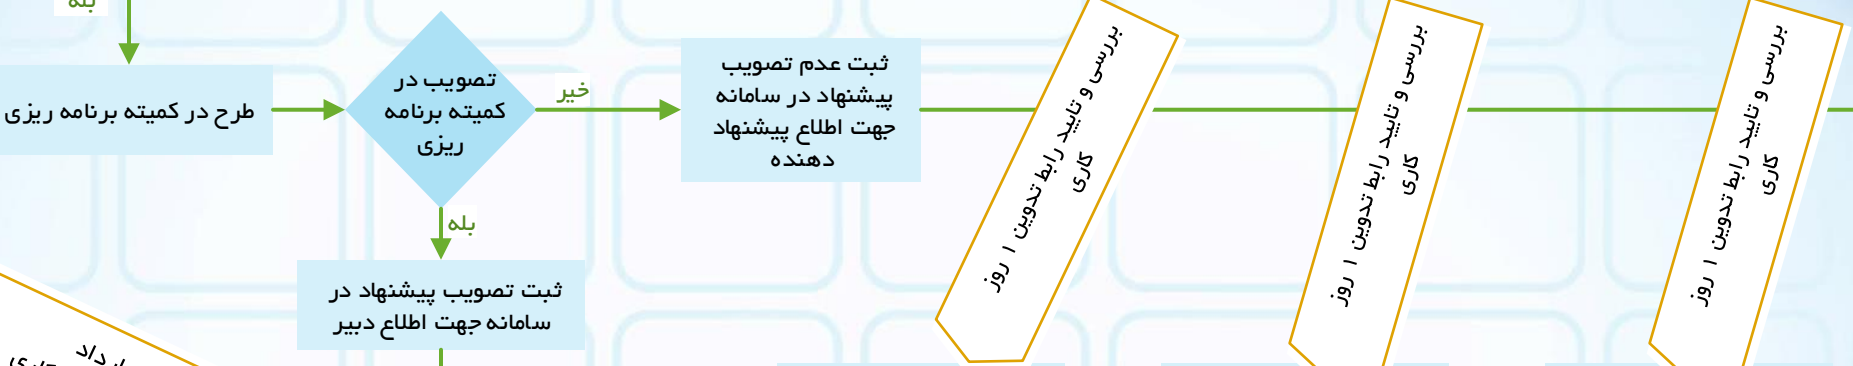 بله
طرح در کمیته برنامه ریزی
تصویب در
کمیته برنامه
ریزی
خیر
ثبت عدم تصویب
پیشنهاد در سامانه
جهت اطلاع پیشنهاد
دهنده
بله
ثبت تصویب پیشنهاد در
سامانه جهت اطلاع دبیر
بررسی و تایید رابط تدوین ۱ روز
کاری
بررسی و تایید رابط تدوین ۱ روز
کاری
بررسی و تایید رابط تدوین ۱ روز
کاری